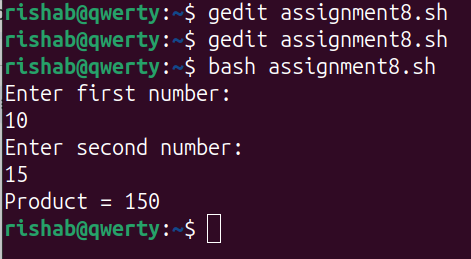 rishab@qwerty:~$ gedit assignment8.sh
rishab@qwerty:~$ gedit assignment8.sh
rishab@qwerty:~$ bash assignment8.sh
Enter first number:
10
Enter second number:
15
Product = 150
rishab@qwerty:~$